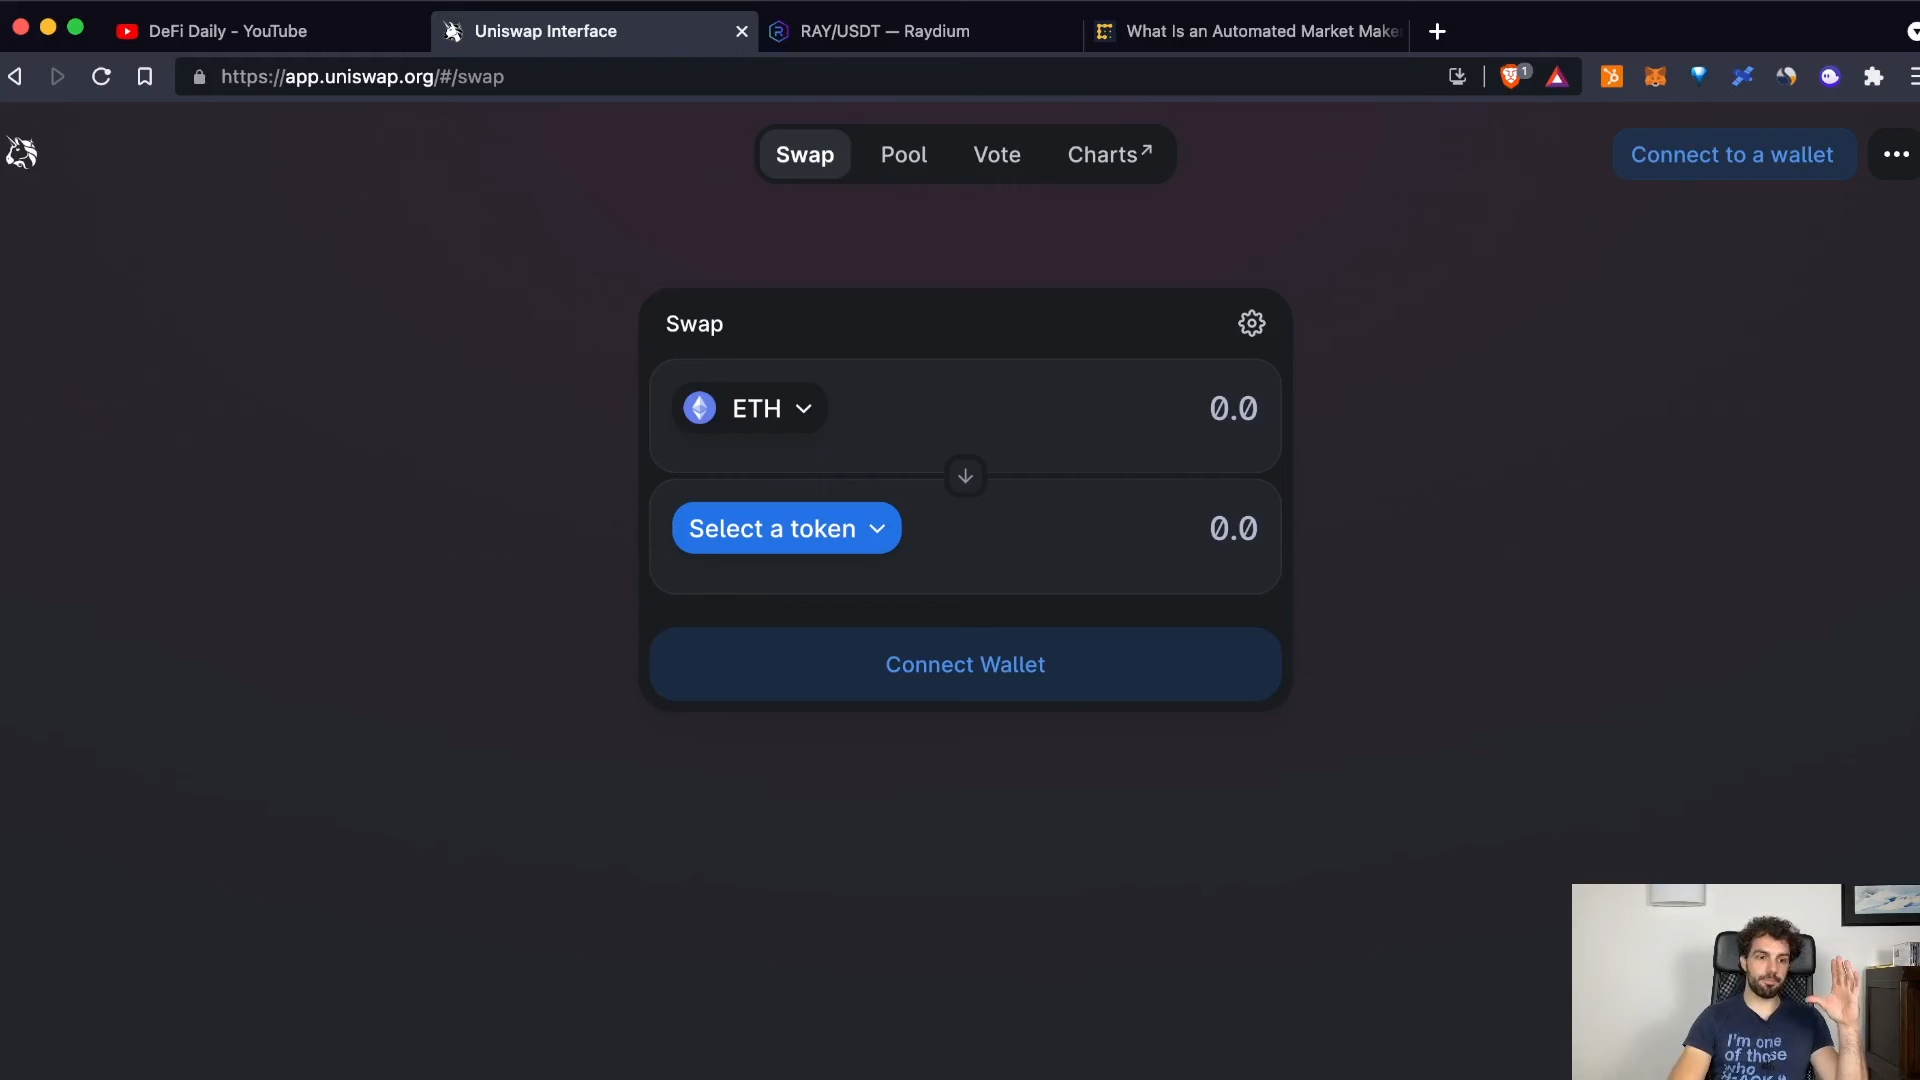 DeFi Daily - YouTube
Uniswap Interface
RAY/USDT — Raydium
What Is an Automated Market Make
https://app.uniswap.org/#/swap
1
Swap
Pool
Vote
Charts↗
Connect to a wallet
Swap
ETH
0.0
Select a token
0.0
Connect Wallet
I'm one
of those
who